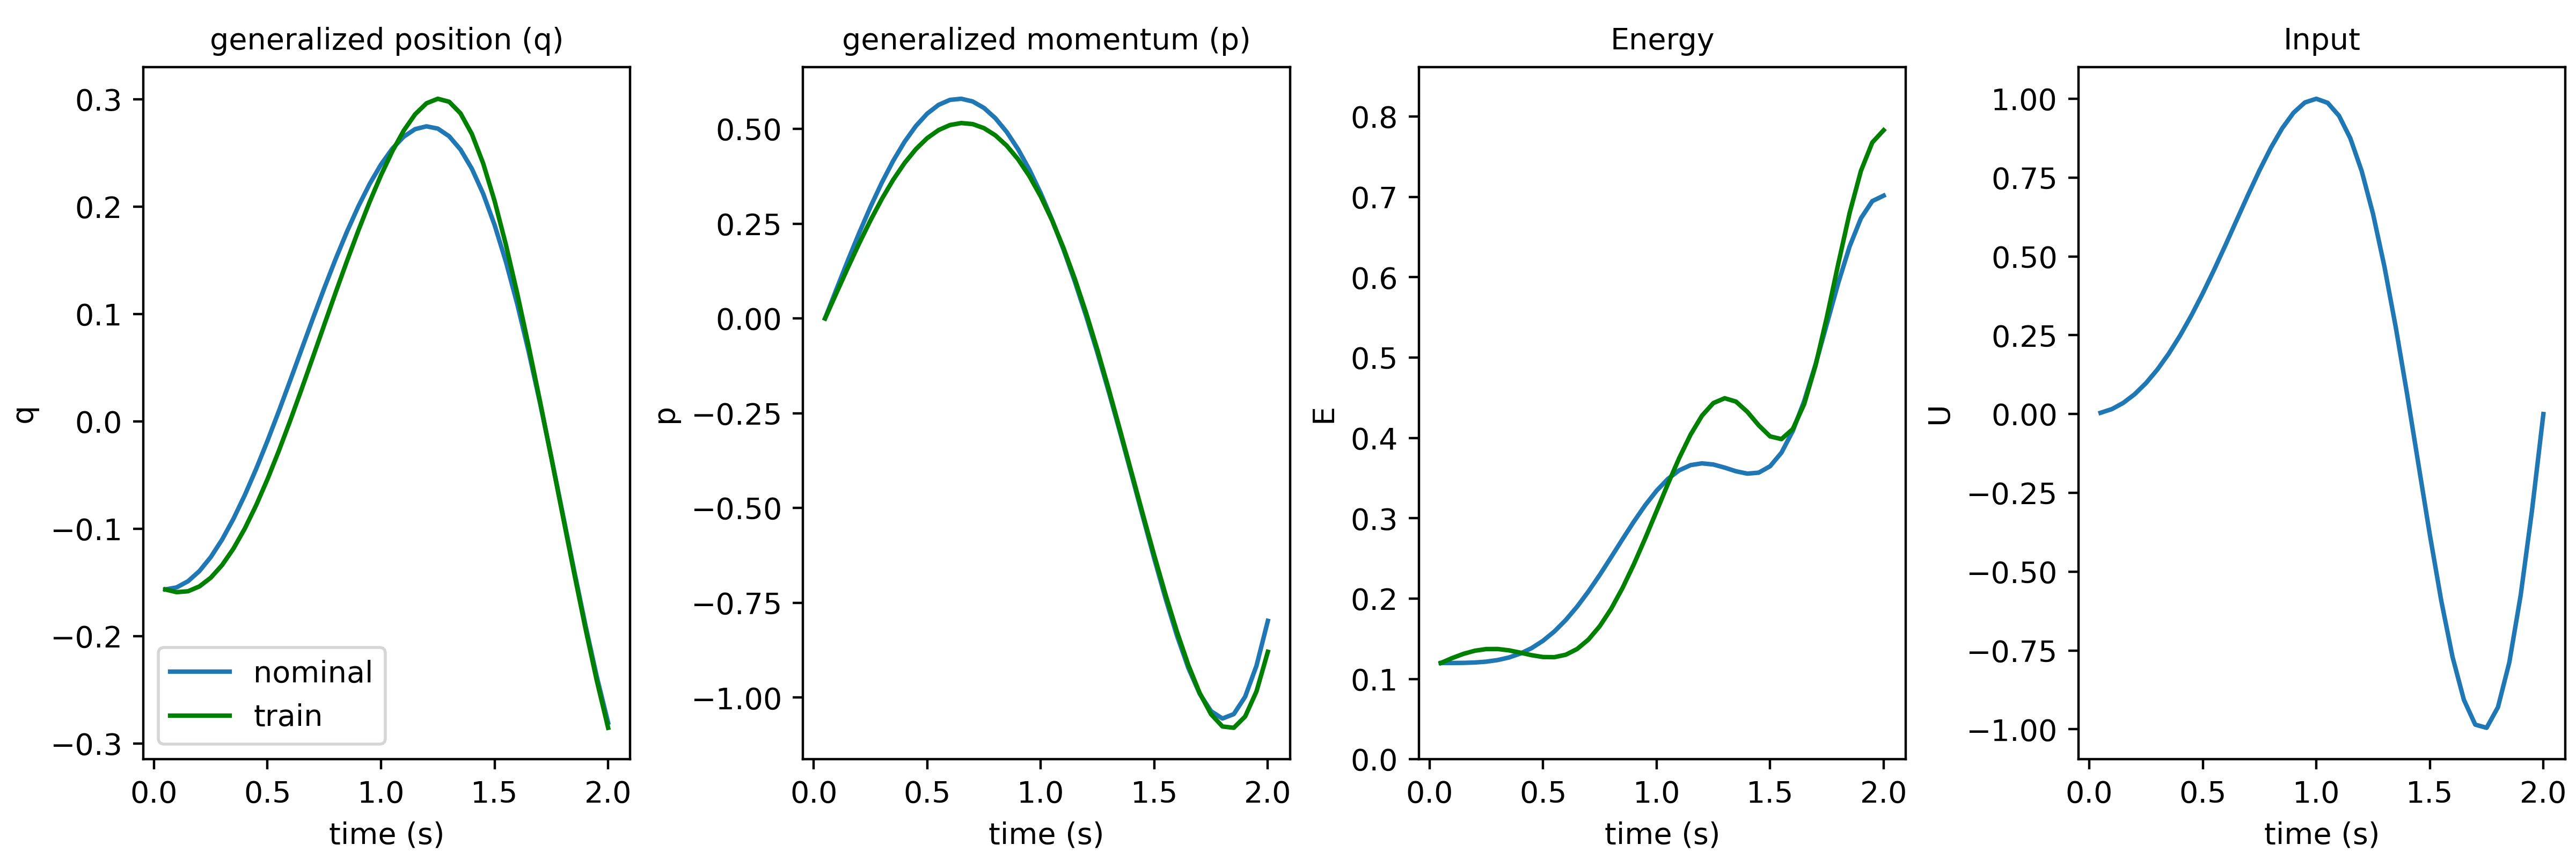 generalized position (q)
q
0.3
0.2
0.1
0.0
−0.1
−0.2
−0.3
nominal
train
0.0 0.5 1.0 1.5 2.0
time (s)
generalized momentum (p)
p
0.50
0.25
0.00
−0.25
−0.50
−0.75
−1.00
0.0 0.5 1.0 1.5 2.0
time (s)
Energy
E
0.8
0.7
0.6
0.5
0.4
0.3
0.2
0.1
0.0
0.0 0.5 1.0 1.5 2.0
time (s)
Input
U
1.00
0.75
0.50
0.25
0.00
−0.25
−0.50
−0.75
−1.00
0.0 0.5 1.0 1.5 2.0
time (s)